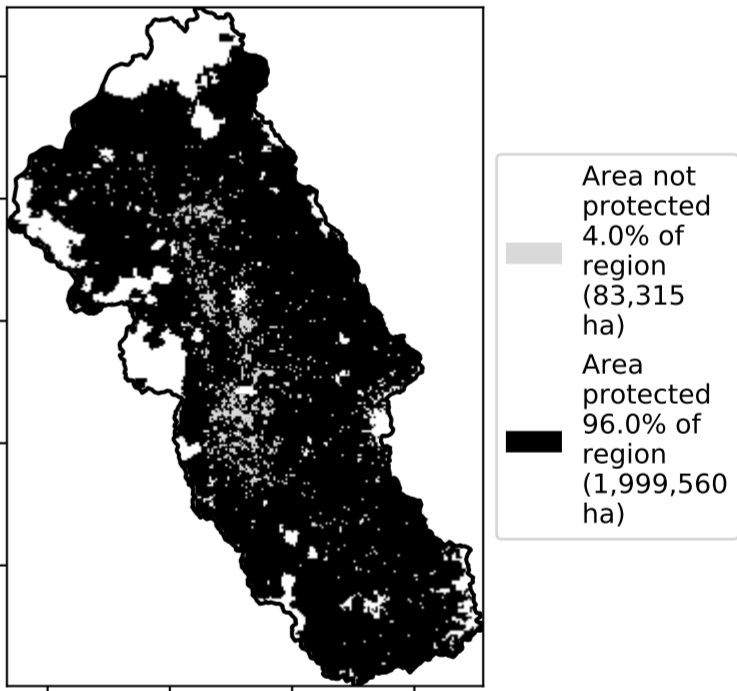 Area not
protected
4.0% of
region
(83,315
ha)
Area
protected
96.0% of
region
(1,999,560
ha)